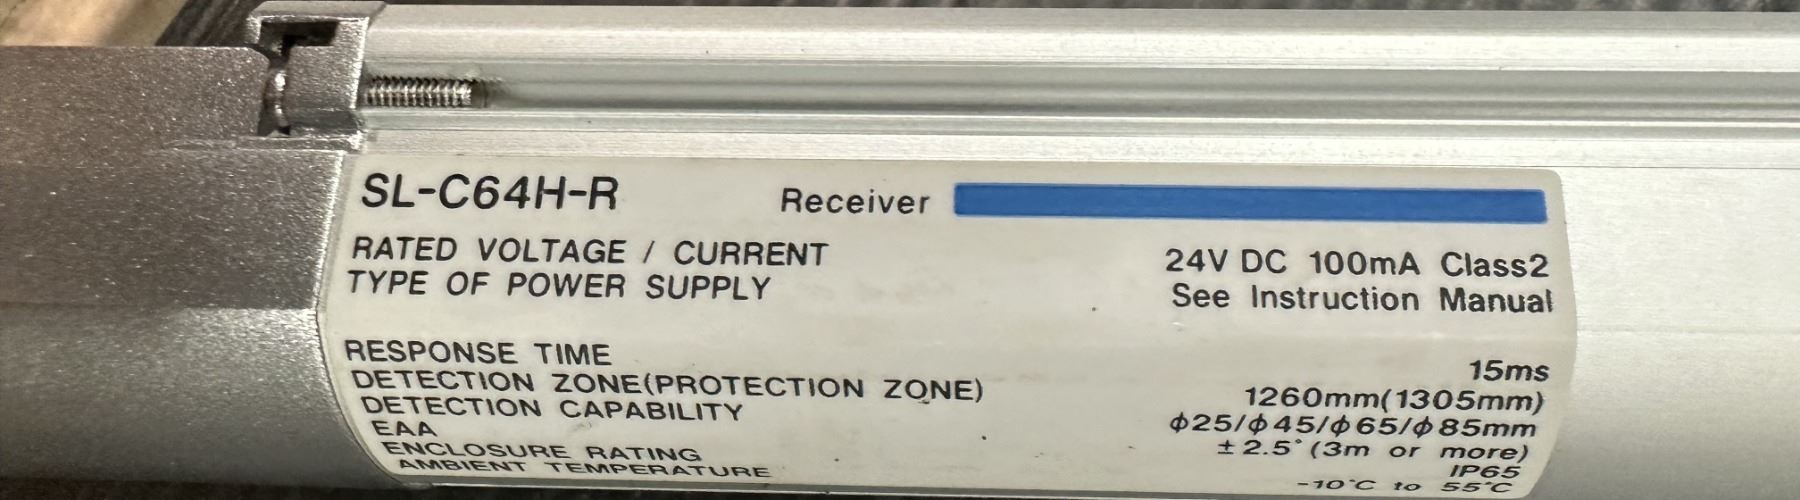 SL-C64H-R Receiver
RATED VOLTAGE / CURRENT 24V DC 100mA Class2
TYPE OF POWER SUPPLY See Instruction Manual
RESPONSE TIME 15ms
DETECTION ZONE(PROTECTION ZONE) 1260mm(1305mm)
DETECTION CAPABILITY ϕ25/ϕ45/ϕ65/ϕ85mm
EAA ±2.5°(3m or more)
ENCLOSURE RATING IP65
AMBIENT TEMPERATURE -10°C to 55°C